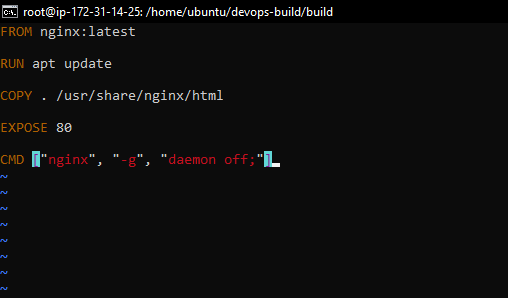 root@ip-172-31-14-25: /home/ubuntu/devops-build/build
FROM nginx:latest
RUN apt update
COPY . /usr/share/nginx/html
EXPOSE 80
CMD ["nginx", "-g", "daemon off;"]
~
~
~
~
~
~
~
~